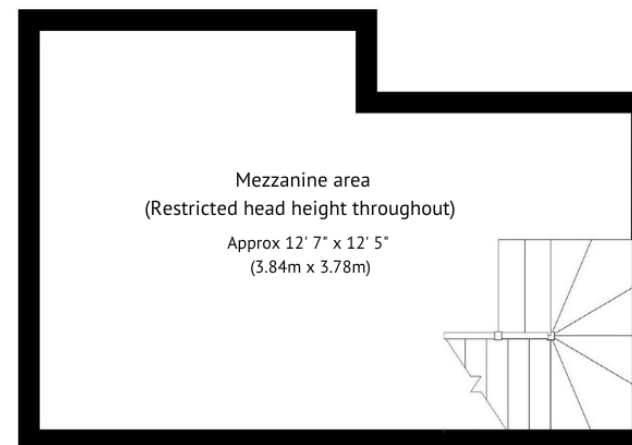 Mezzanine area
(Restricted head height throughout)
Approx 12' 7" x 12' 5"
(3.84m x 3.78m)